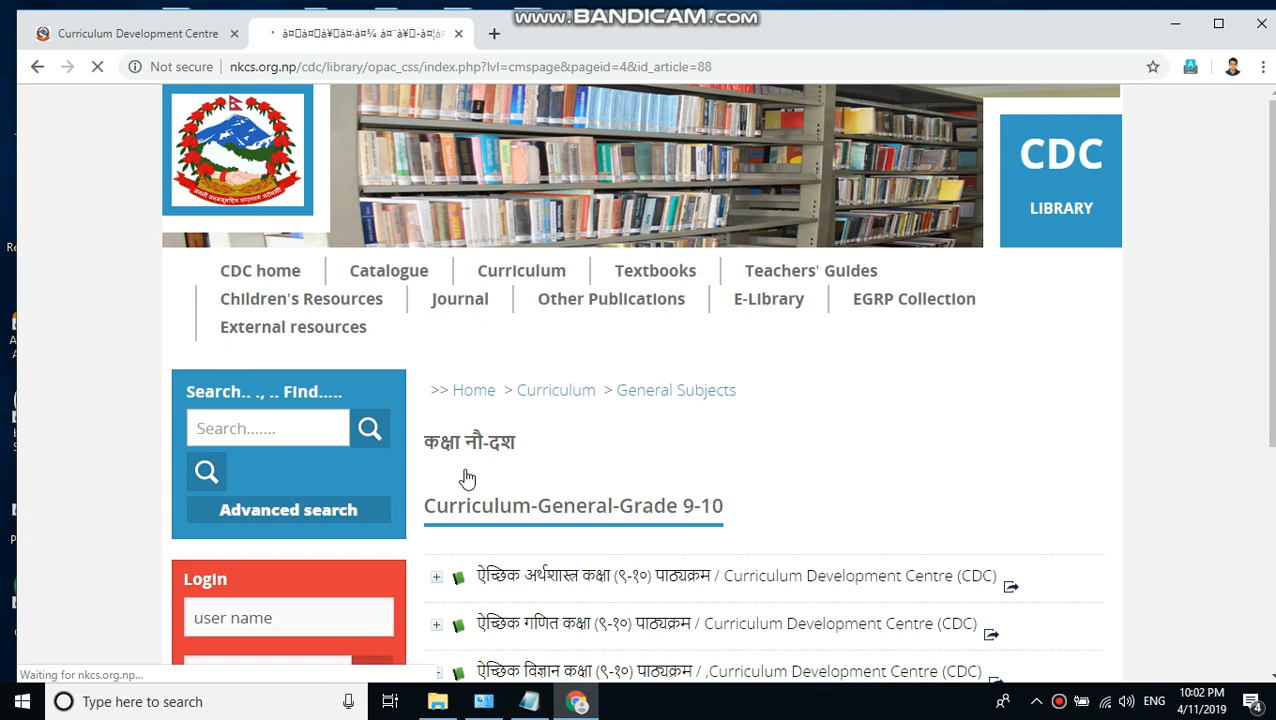 www.BANDICAM.com
Curriculum Development Centre
Not secure
nkcs.org.np/cdc/library/opac_css/index.php?lvl=cmspage&pageid=4&id_article=88
CDC
LIBRARY
CDC home
Catalogue
Curriculum
Textbooks
Teachers' Guides
Children's Resources
Journal
Other Publications
E-Library
EGRP Collection
External resources
Search.. ., .. Find.....
Search.......
Advanced search
Login
user name
>> Home > Curriculum > General Subjects
कक्षा नौ-दश
Curriculum-General-Grade 9-10
ऐच्छिक अर्थशास्त्र कक्षा (९-१०) पाठ्यक्रम / Curriculum Development Centre (CDC)
ऐच्छिक गणित कक्षा (९-१०) पाठ्यक्रम / Curriculum Development Centre (CDC)
ऐच्छिक विज्ञान कक्षा (९-१०) पाठ्यक्रम / ,Curriculum Development Centre (CDC)
Waiting for nkcs.org.np...
Type here to search
ENG
10:02 PM
4/11/2019
4